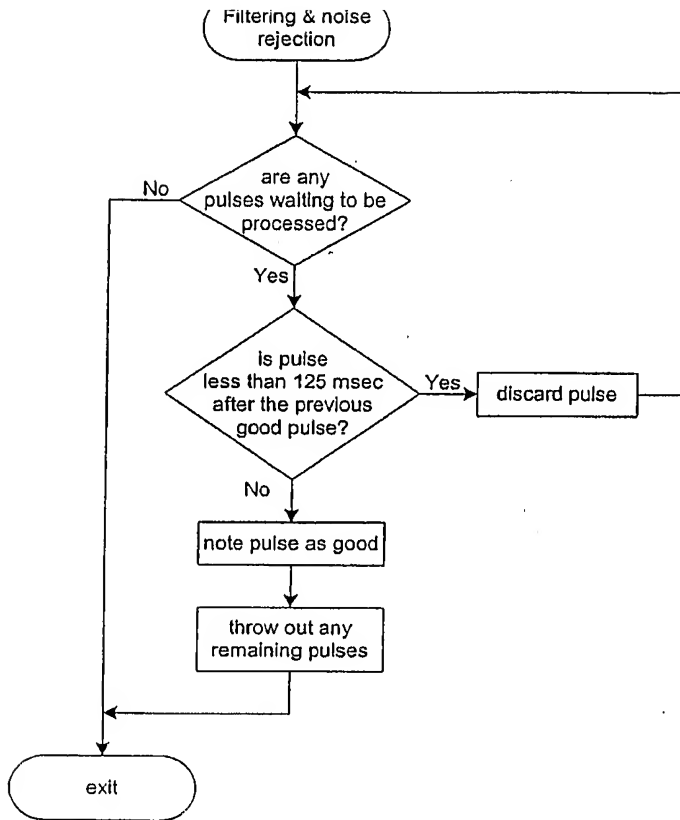 Filtering & noise
rejection
are any
pulses waiting to be
processed?
No
Yes
is pulse
less than 125 msec
after the previous
good pulse?
Yes
discard pulse
No
note pulse as good
throw out any
remaining pulses
exit